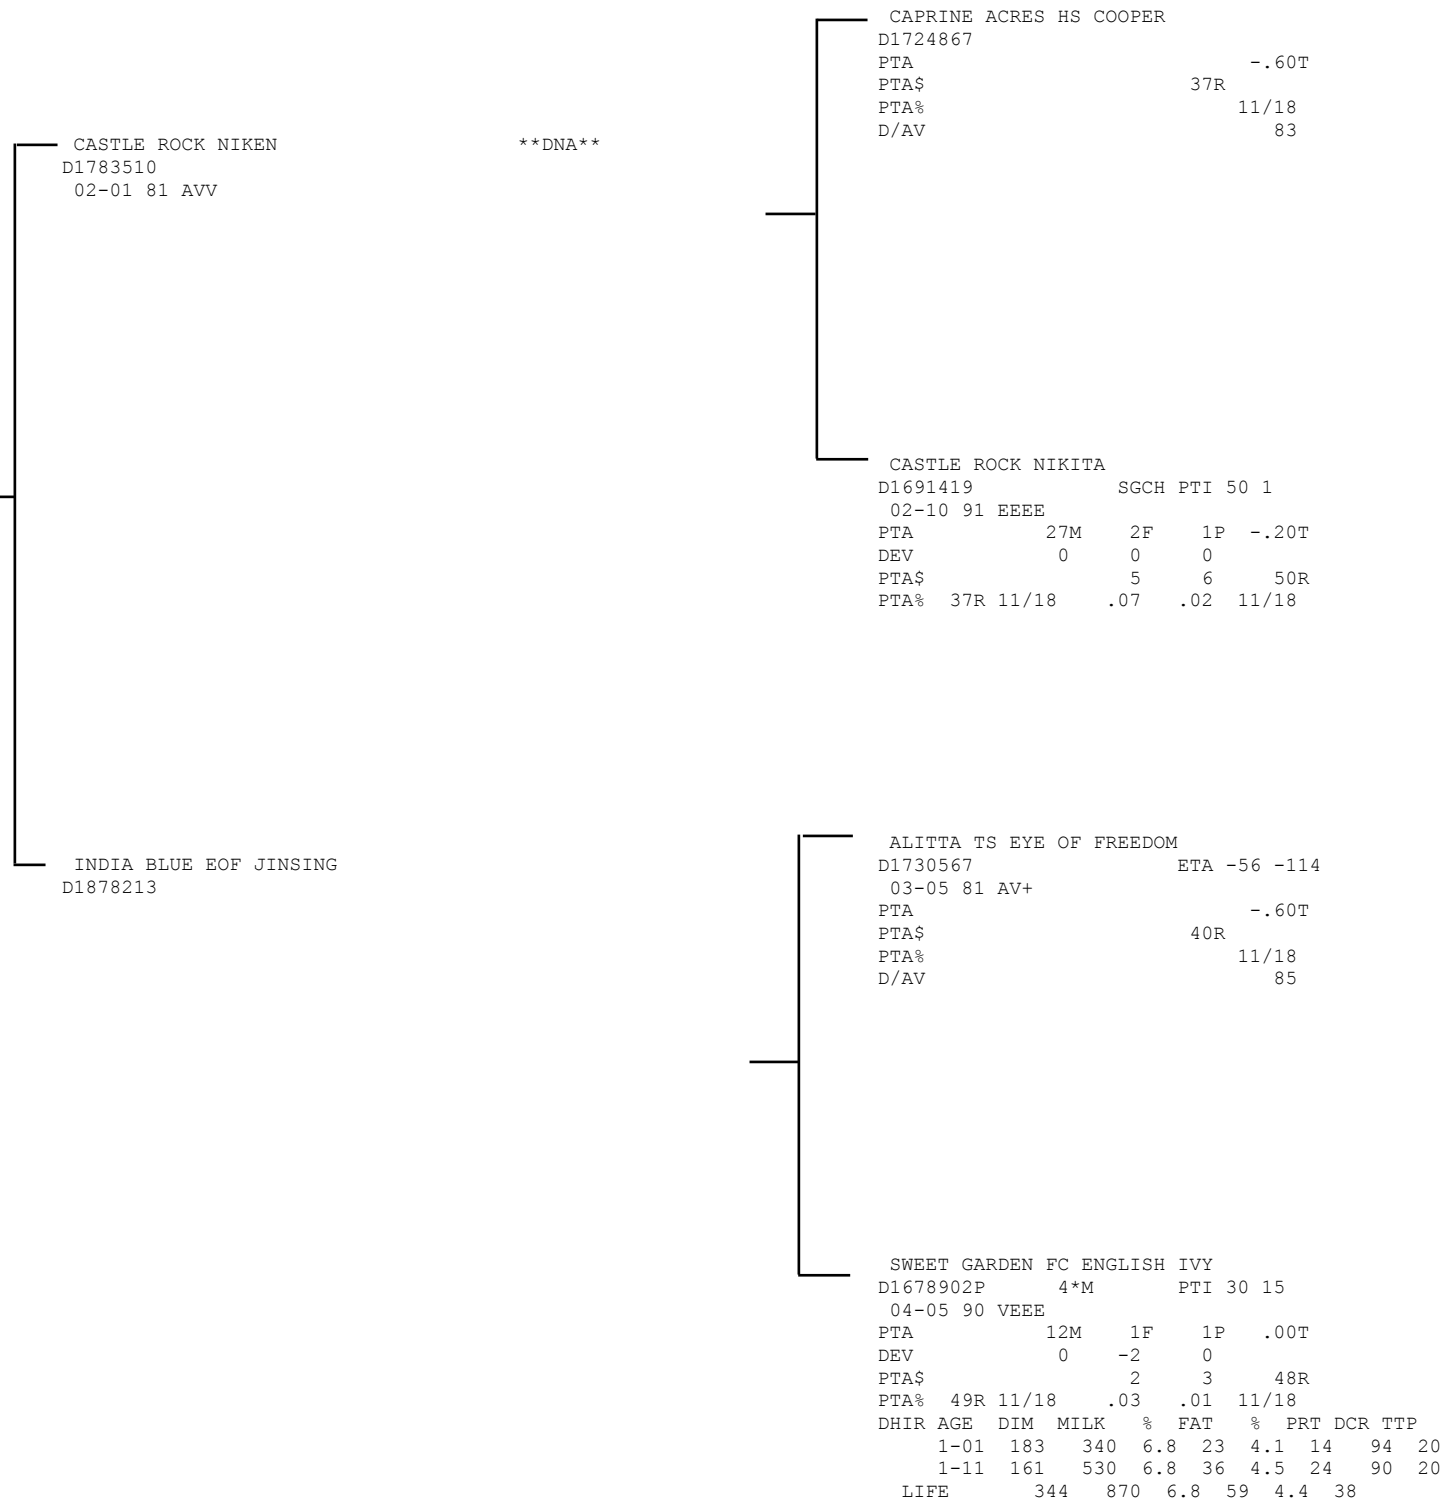 CAPRINE ACRES HS COOPER
D1724867
PTA -.60T
PTA$ 37R
PTA% 11/18
D/AV 83
CASTLE ROCK NIKEN **DNA**
D1783510
02-01 81 AVV
CASTLE ROCK NIKITA
D1691419 SGCH PTI 50 1
02-10 91 EEEE
PTA 27M 2F 1P -.20T
DEV 0 0 0
PTA$ 5 6 50R
PTA% 37R 11/18 .07 .02 11/18
INDIA BLUE EOF JINSING
D1878213
ALITTA TS EYE OF FREEDOM
D1730567 ETA -56 -114
03-05 81 AV+
PTA -.60T
PTA$ 40R
PTA% 11/18
D/AV 85
SWEET GARDEN FC ENGLISH IVY
D1678902P 4*M PTI 30 15
04-05 90 VEEE
PTA 12M 1F 1P .00T
DEV 0 -2 0
PTA$ 2 3 48R
PTA% 49R 11/18 .03 .01 11/18
DHIR AGE DIM MILK % FAT % PRT DCR TTP
1-01 183 340 6.8 23 4.1 14 94 20
1-11 161 530 6.8 36 4.5 24 90 20
LIFE 344 870 6.8 59 4.4 38